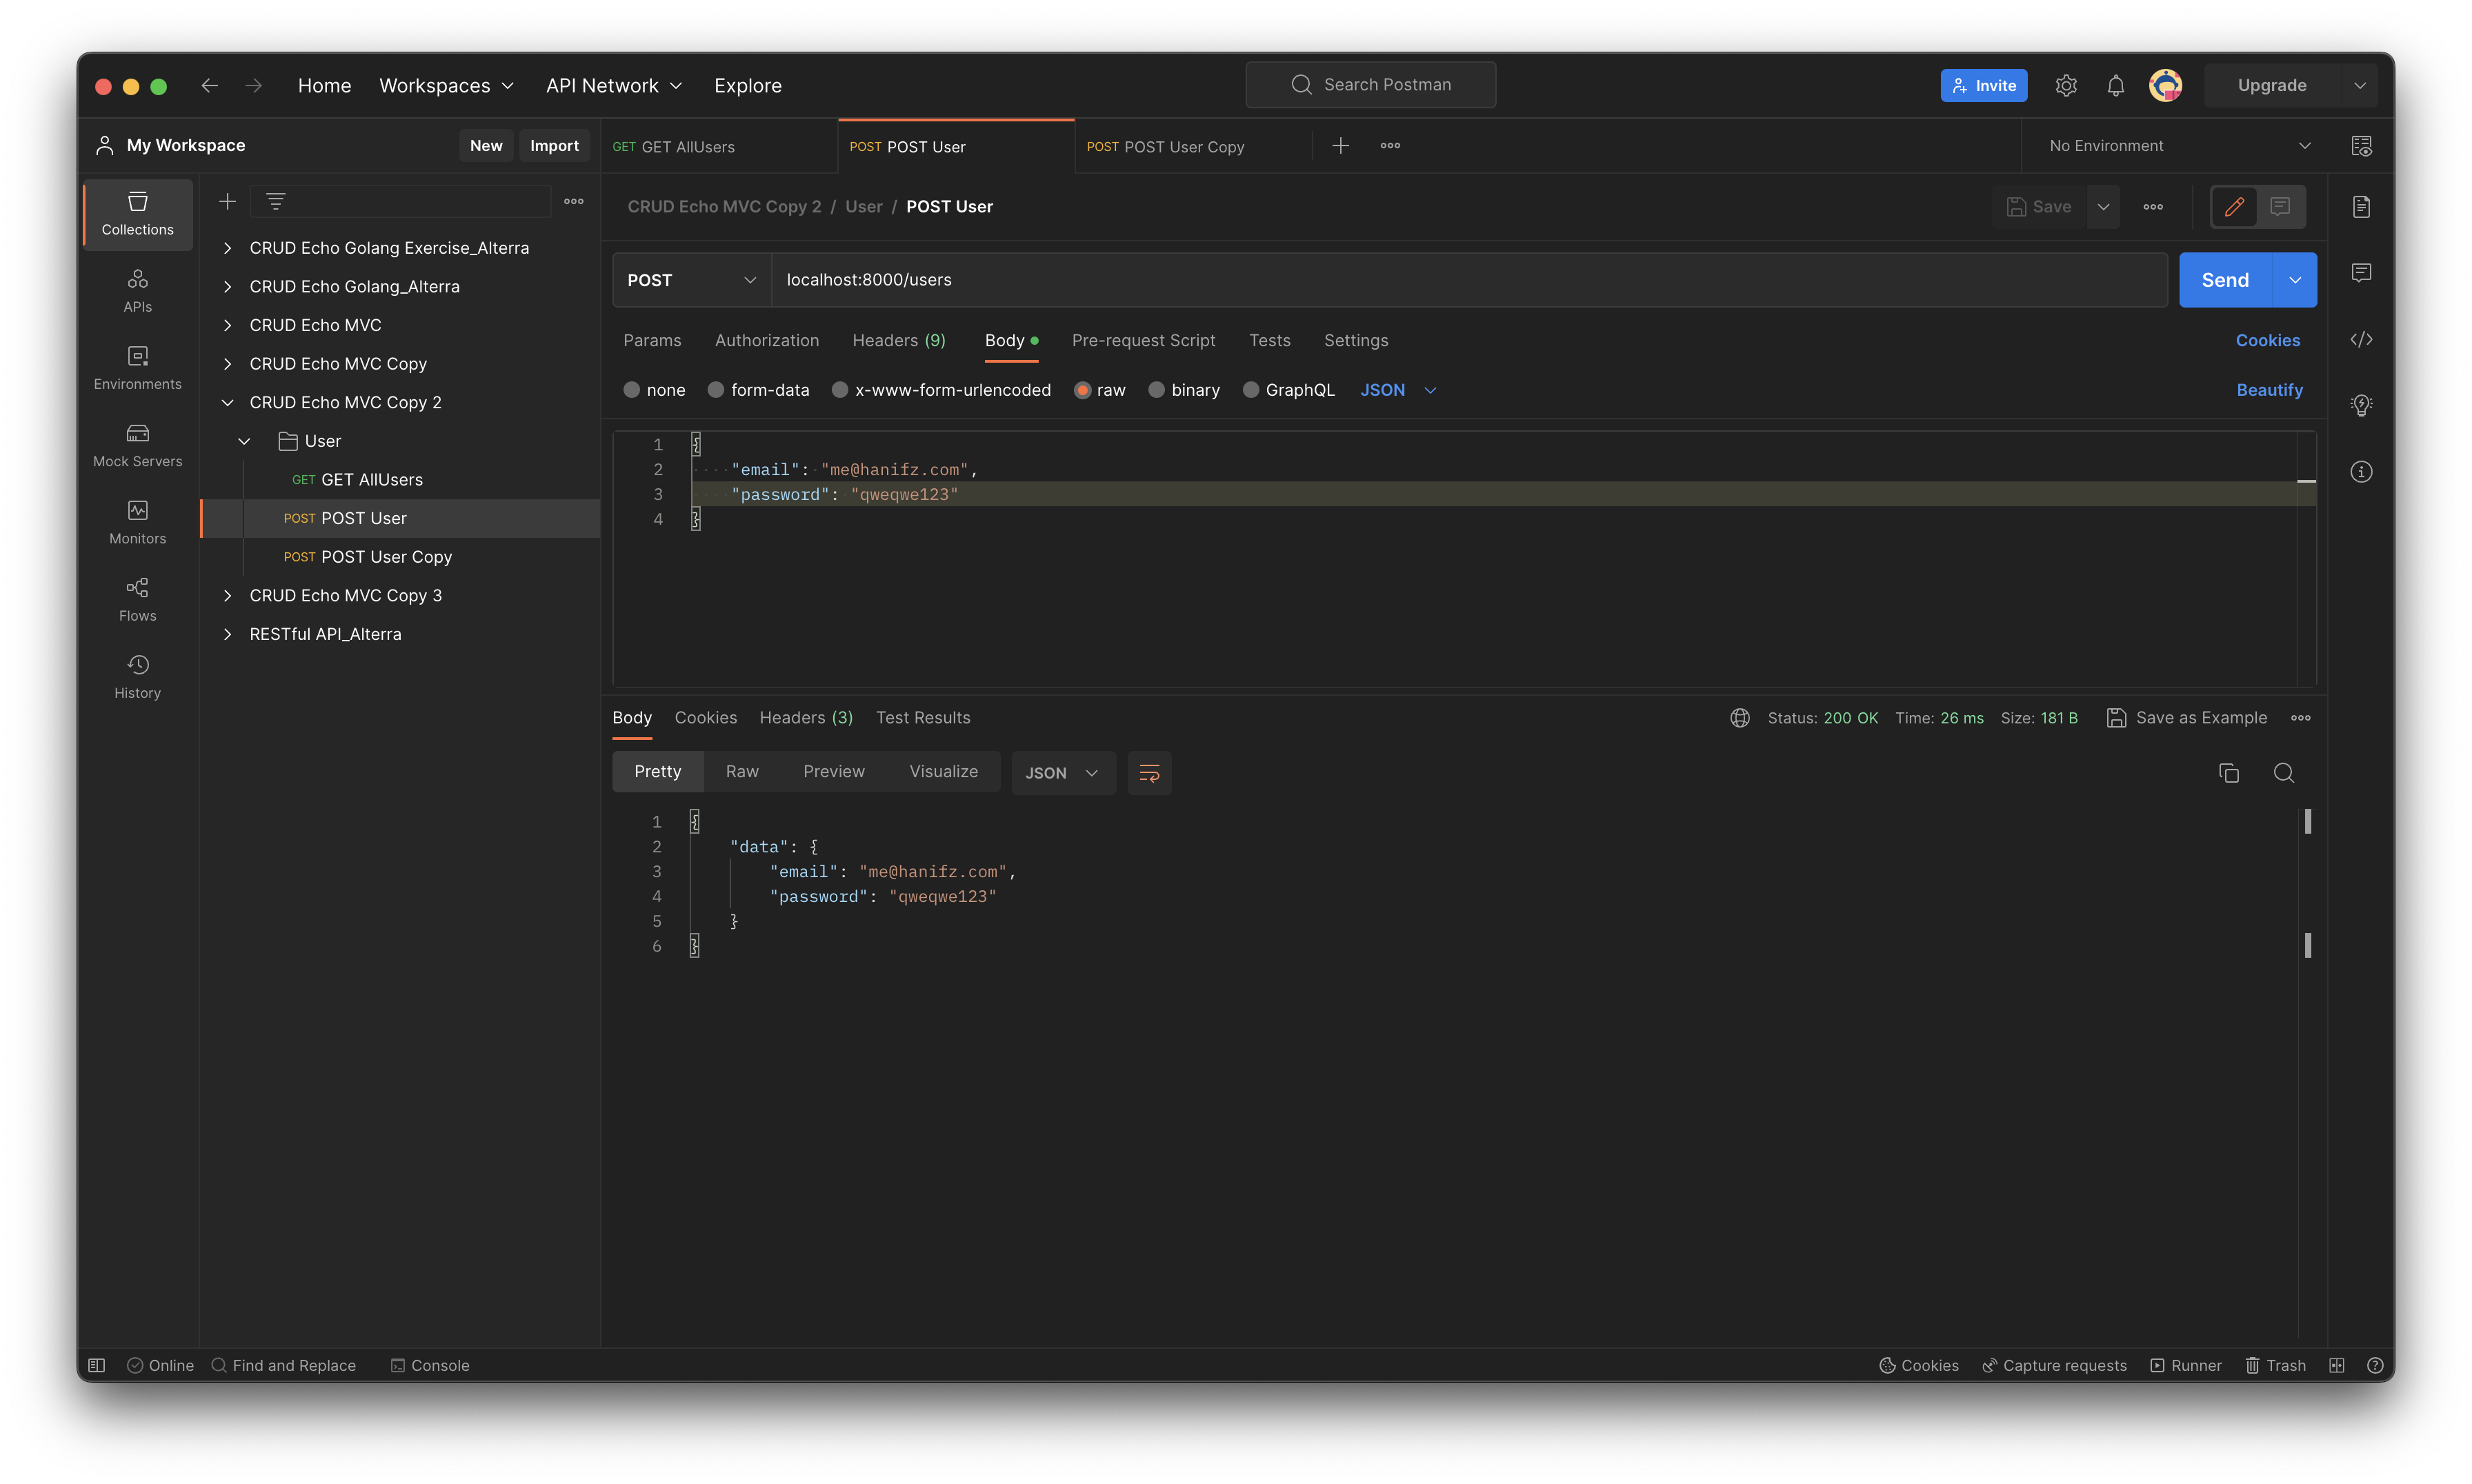 Home Workspaces API Network Explore Search Postman Invite Upgrade
My Workspace New Import GET GET AllUsers POST POST User POST POST User Copy No Environment
Collections
APIs
Environments
Mock Servers
Monitors
Flows
History
CRUD Echo Golang Exercise_Alterra
CRUD Echo Golang_Alterra
CRUD Echo MVC
CRUD Echo MVC Copy
CRUD Echo MVC Copy 2
User
GET GET AllUsers
POST POST User
POST POST User Copy
CRUD Echo MVC Copy 3
RESTful API_Alterra
CRUD Echo MVC Copy 2 / User / POST User Save
POST localhost:8000/users Send
Params Authorization Headers (9) Body Pre-request Script Tests Settings Cookies
none form-data x-www-form-urlencoded raw binary GraphQL JSON Beautify
1 {
2 "email": "me@hanifz.com",
3 "password": "qweqwe123"
4 }
Body Cookies Headers (3) Test Results Status: 200 OK Time: 26 ms Size: 181 B Save as Example
Pretty Raw Preview Visualize JSON
1 {
2 "data": {
3 "email": "me@hanifz.com",
4 "password": "qweqwe123"
5 }
6 }
Online Find and Replace Console Cookies Capture requests Runner Trash